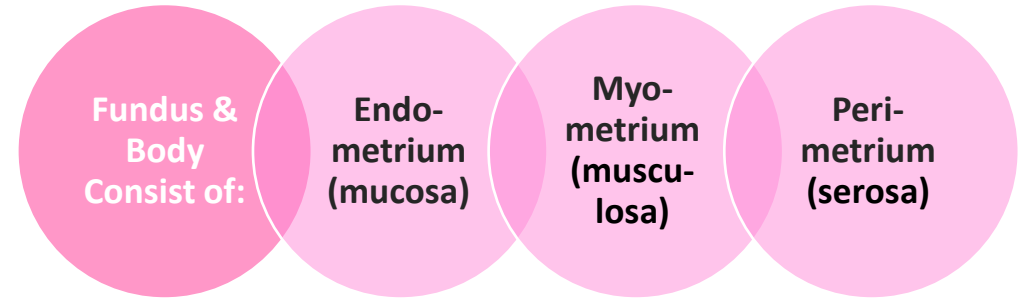 Fundus &
Body
Consist of:
Endo-
metrium
(mucosa)
Myo-
metrium
(muscu-
losa)
Peri-
metrium
(serosa)